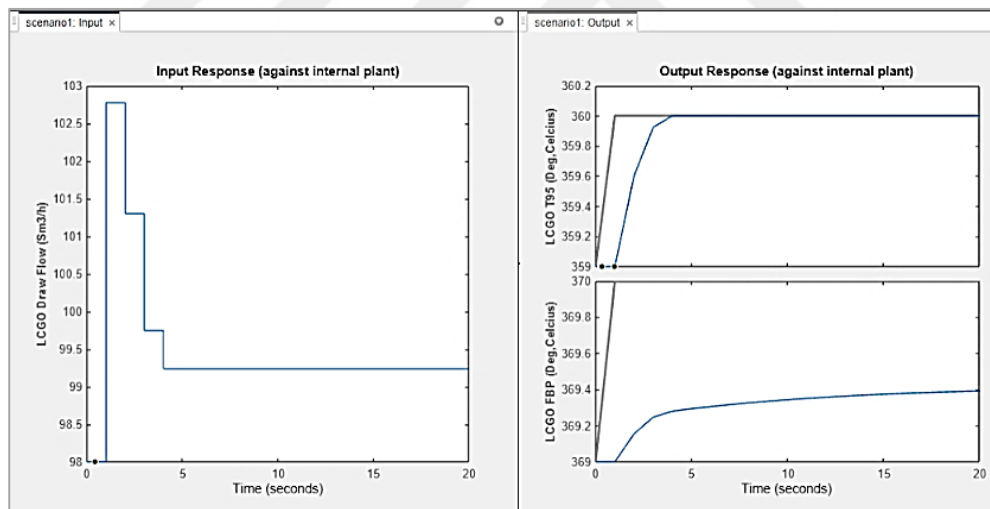 scenario1: Input ×
Input Response (against internal plant)
LCGO Draw Flow (Sm3/h)
103
102.5
102
101.5
101
100.5
100
99.5
99
98.5
98
0 5 10 15 20
Time (seconds)
scenario1: Output ×
Output Response (against internal plant)
LCGO T95 (Deg,Celcius)
360.2
360
359.8
359.6
359.4
359.2
359
LCGO FBP (Deg,Celcius)
370
369.8
369.6
369.4
369.2
369
0 5 10 15 20
Time (seconds)